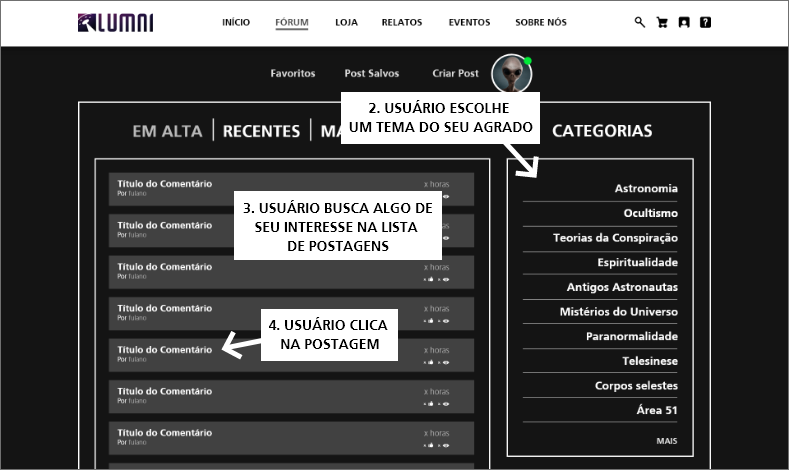 LUMNI
INÍCIO FÓRUM LOJA RELATOS EVENTOS SOBRE NÓS
Favoritos Post Salvos Criar Post
2. USUÁRIO ESCOLHE
UM TEMA DO SEU AGRADO
EM ALTA | RECENTES |
CATEGORIAS
Título do Comentário x horas
Por fulano
3. USUÁRIO BUSCA ALGO DE
SEU INTERESSE NA LISTA
DE POSTAGENS
Título do Comentário
Por fulano
Título do Comentário x horas
Por fulano
Título do Comentário x horas
Por fulano
4. USUÁRIO CLICA
NA POSTAGEM
Título do Comentário x horas
Por fulano
Título do Comentário x horas
Por fulano
Título do Comentário x horas
Por fulano
Astronomia
Ocultismo
Teorias da Conspiração
Espiritualidade
Antigos Astronautas
Mistérios do Universo
Paranormalidade
Telesinese
Corpos selestes
Área 51
MAIS